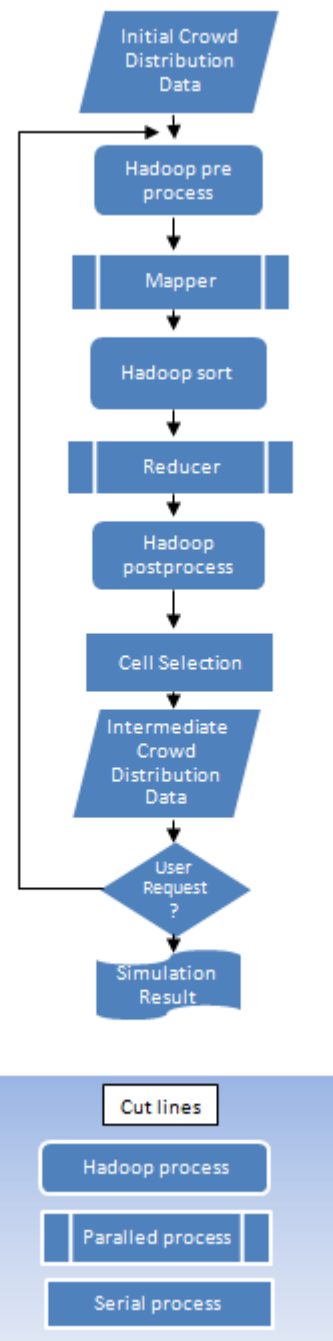 Initial Crowd
Distribution
Data
Hadoop pre
process
Mapper
Hadoop sort
Reducer
Hadoop
postprocess
Cell Selection
Intermediate
Crowd
Distribution
Data
User
Request
?
Simulation
Result
Cut lines
Hadoop process
Paralled process
Serial process